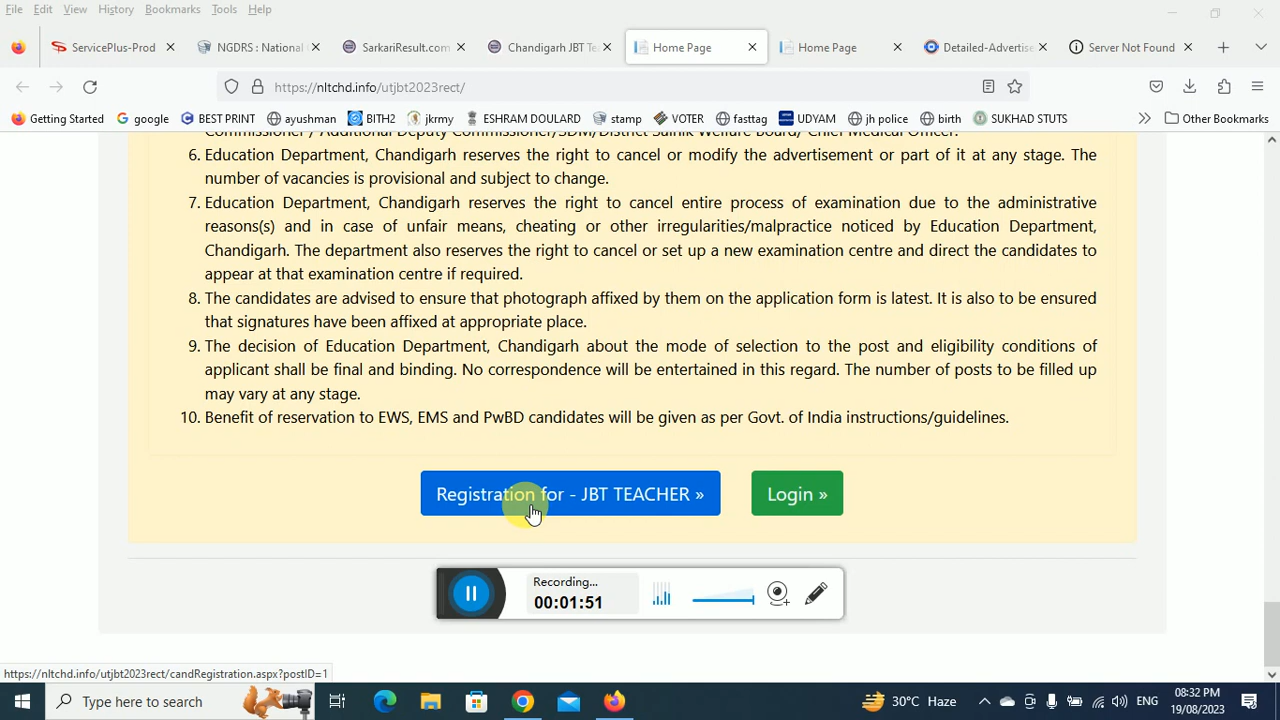 File Edit View History Bookmarks Tools Help
ServicePlus-Prod
NGDRS : National
SarkariResult.com
Chandigarh JBT Te
Home Page
Home Page
Detailed-Advertise
Server Not Found
https://nltchd.info/utjbt2023rect/
Getting Started google BEST PRINT ayushman BITH2 jkrmy ESHRAM DOULARD stamp VOTER fasttag UDYAM jh police birth SUKHAD STUTS Other Bookmarks
Commissioner / Additional Deputy Commissioner/SDM/District Sainik Welfare Board/ Chief Medical Officer.
6. Education Department, Chandigarh reserves the right to cancel or modify the advertisement or part of it at any stage. The
number of vacancies is provisional and subject to change.
7. Education Department, Chandigarh reserves the right to cancel entire process of examination due to the administrative
reasons(s) and in case of unfair means, cheating or other irregularities/malpractice noticed by Education Department,
Chandigarh. The department also reserves the right to cancel or set up a new examination centre and direct the candidates to
appear at that examination centre if required.
8. The candidates are advised to ensure that photograph affixed by them on the application form is latest. It is also to be ensured
that signatures have been affixed at appropriate place.
9. The decision of Education Department, Chandigarh about the mode of selection to the post and eligibility conditions of
applicant shall be final and binding. No correspondence will be entertained in this regard. The number of posts to be filled up
may vary at any stage.
10. Benefit of reservation to EWS, EMS and PwBD candidates will be given as per Govt. of India instructions/guidelines.
Registration for - JBT TEACHER » Login »
Recording...
00:01:51
https://nltchd.info/utjbt2023rect/candRegistration.aspx?postID=1
Type here to search
30°C Haze
ENG
08:32 PM
19/08/2023